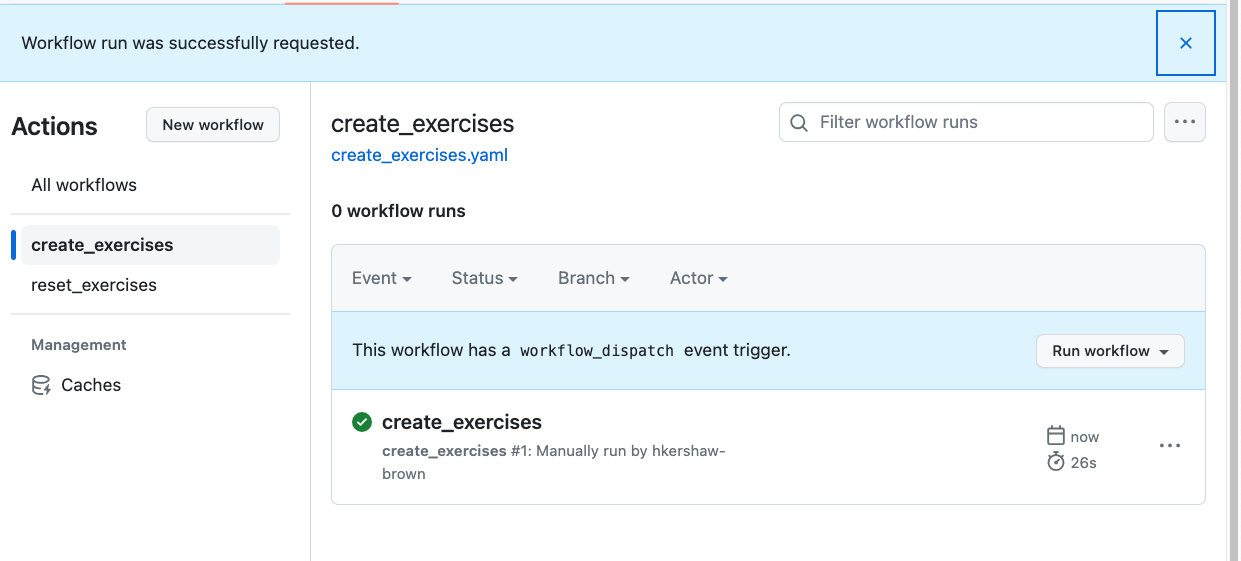 Workflow run was successfully requested.
Actions
New workflow
All workflows
create_exercises
reset_exercises
Management
Caches
create_exercises
create_exercises.yaml
Filter workflow runs
0 workflow runs
Event
Status
Branch
Actor
This workflow has a workflow_dispatch event trigger.
Run workflow
create_exercises
create_exercises #1: Manually run by hkershaw-
brown
now
26s